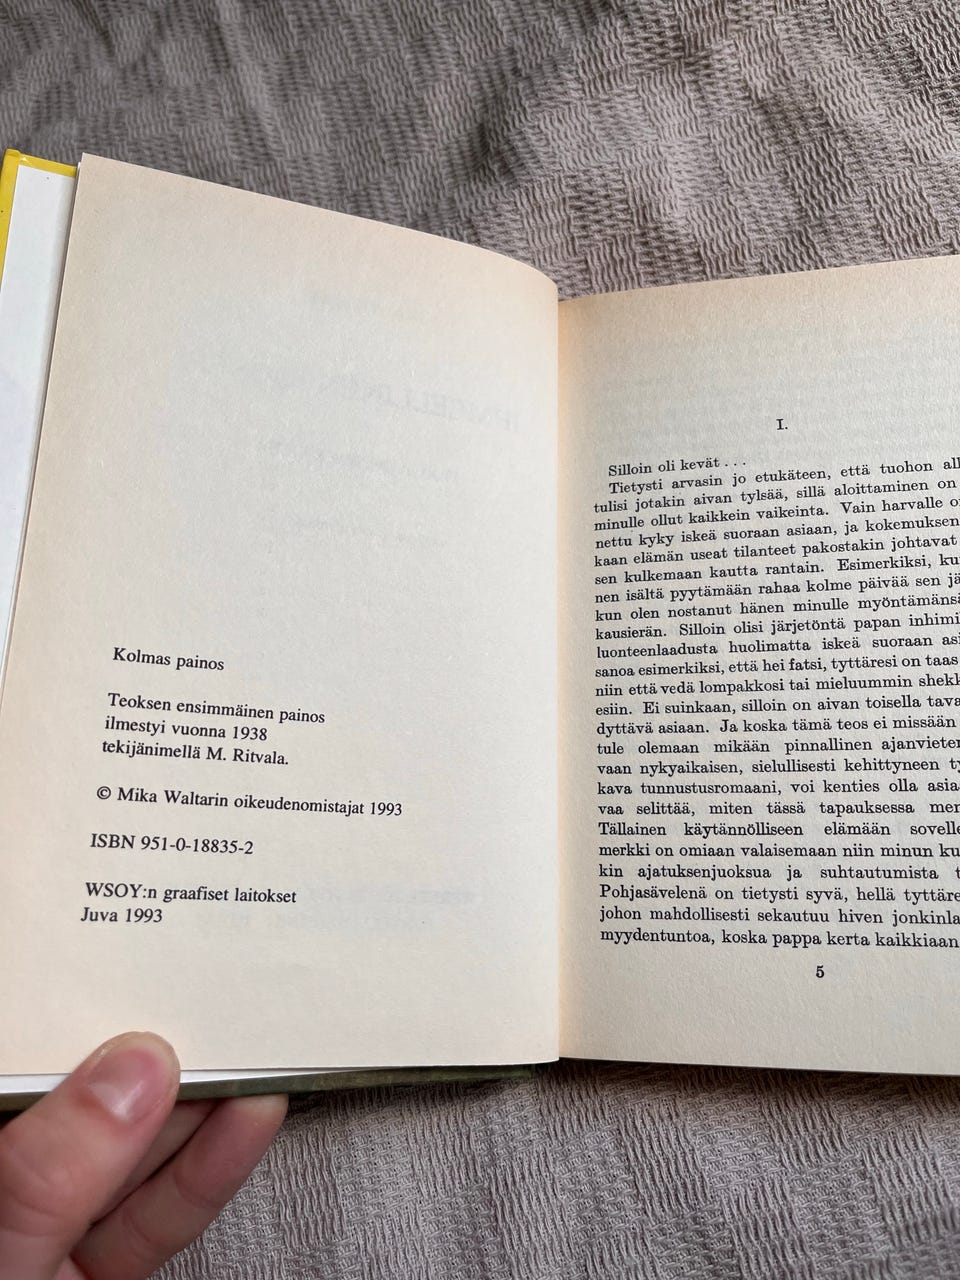 Kolmas painos
Teoksen ensimmäinen painos
ilmestyi vuonna 1938
tekijänimellä M. Ritvala.
© Mika Waltarin oikeudenomistajat 1993
ISBN 951-0-18835-2
WSOY:n graafiset laitokset
Juva 1993
I.
Silloin oli kevät . . .
Tietysti arvasin jo etukäteen, että tuohon
tulisi jotakin aivan tylsää, sillä aloittaminen on
minulle ollut kaikkein vaikeinta. Vain harvalle
nettu kyky iskeä suoraan asiaan, ja kokemuksen
kaan elämän useat tilanteet pakostakin johtavat
sen kulkemaan kautta rantain. Esimerkiksi,
nen isältä pyytämään rahaa kolme päivää sen
kun olen nostanut hänen minulle
kausierän. Silloin olisi järjetöntä papan
luonteenlaadusta huolimatta iskeä suoraan
sanoa esimerkiksi, että hei fatsi, tyttäresi on taas
niin että vedä lompakkosi tai mieluummin
esiin. Ei suinkaan, silloin on aivan toisella
dyttävä asiaan. Ja koska tämä teos ei missään
tule olemaan mikään pinnallinen
vaan nykyaikaisen, sielullisesti kehittyneen
kava tunnustusromaani, voi kenties olla
vaa selittää, miten tässä tapauksessa
Tällainen käytännölliseen elämään
merkki on omiaan valaisemaan niin minun
kin ajatuksenjuoksua ja suhtautumista
Pohjasävelenä on tietysti syvä, hellä
johon mahdollisesti sekautuu hiven
myydentuntoa, koska pappa kerta kaikkiaan
5